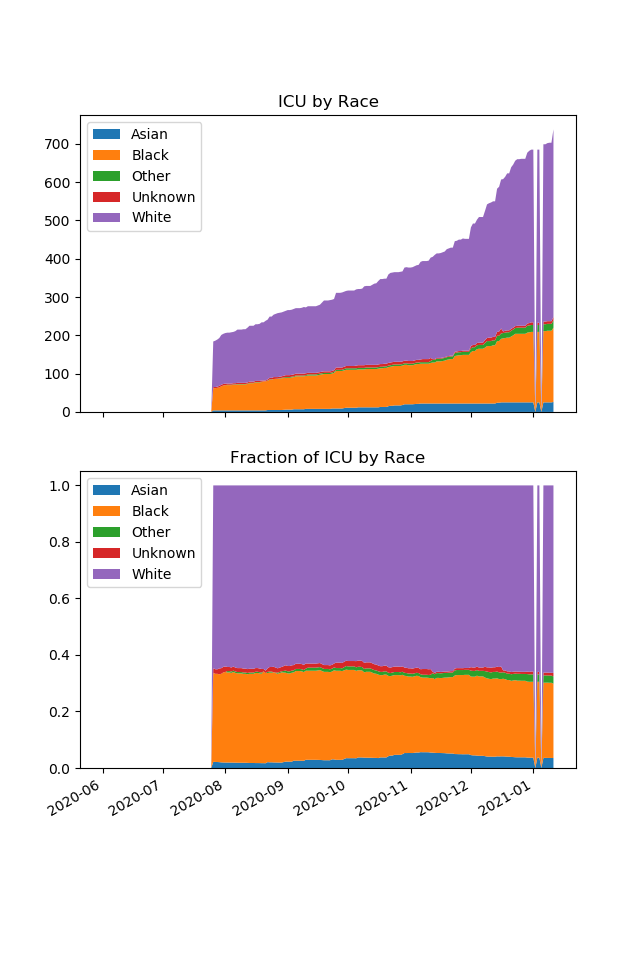 ICU by Race
Asian
Black
Other
Unknown
White
700
600
500
400
300
200
100
0
Fraction of ICU by Race
Asian
Black
Other
Unknown
White
1.0
0.8
0.6
0.4
0.2
0.0
2020-06 2020-07 2020-08 2020-09 2020-10 2020-11 2020-12 2021-01